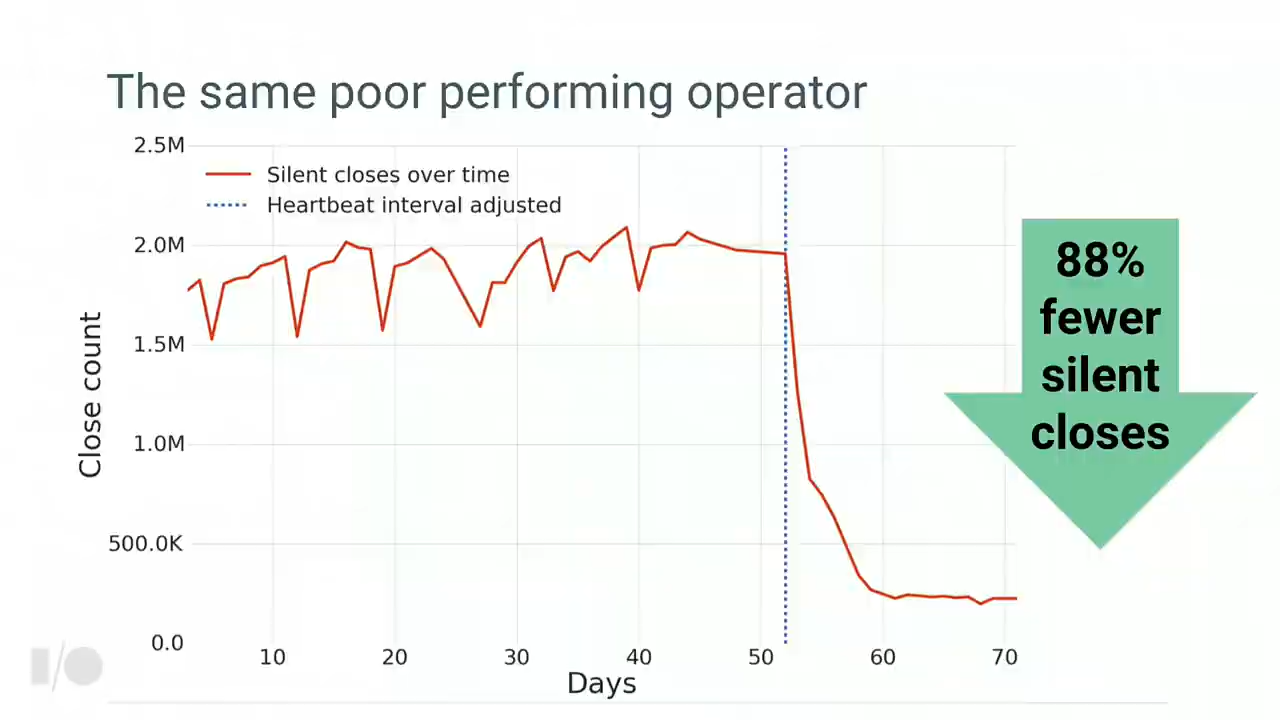 The same poor performing operator
2.5M
2.0M
1.5M
1.0M
500.0K
0.0
Close count
Silent closes over time
Heartbeat interval adjusted
10 20 30 40 50 60 70
Days
88%
fewer
silent
closes
I/O